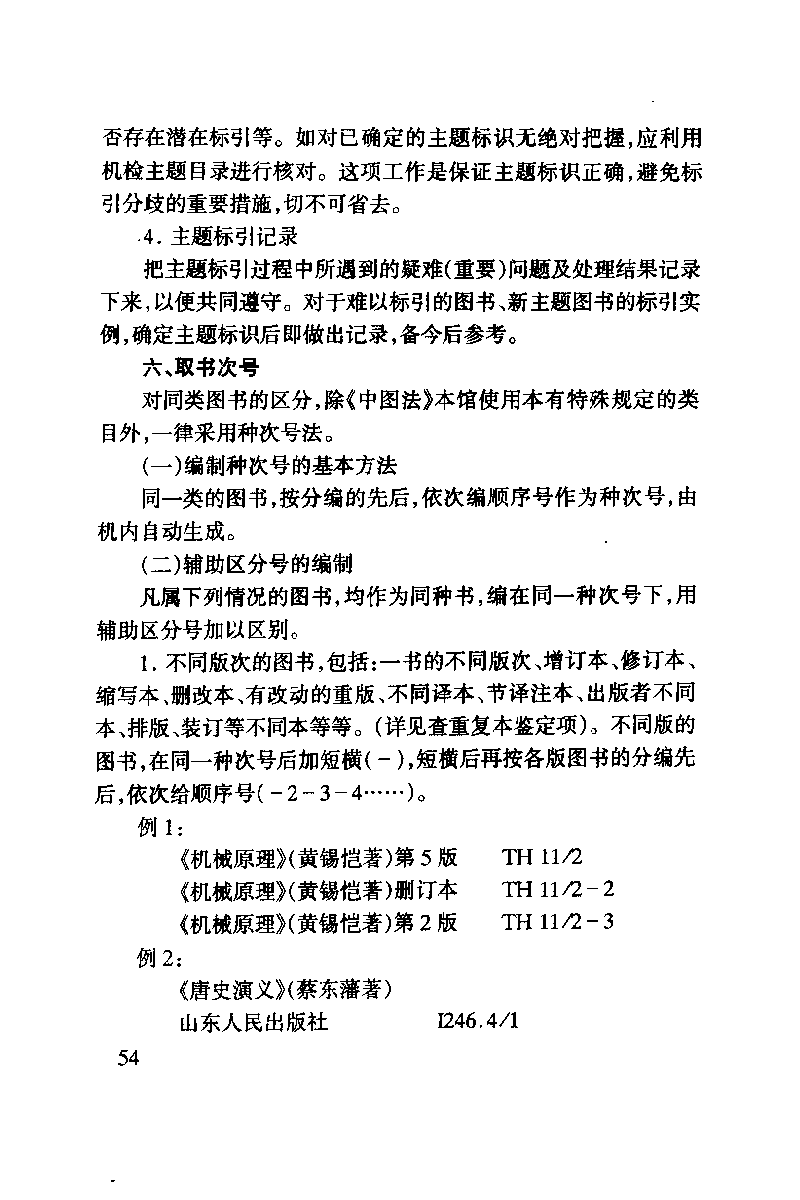 否存在潜在标引等。如对已确定的主题标识无绝对把握,应利用
机检主题目录进行核对。这项工作是保证主题标识正确,避免标
引分歧的重要措施,切不可省去。
4. 主题标引记录
把主题标引过程中所遇到的疑难(重要)问题及处理结果记录
下来,以便共同遵守。对于难以标引的图书、新主题图书的标引实
例,确定主题标识后即做出记录,备今后参考。
六、取书次号
对同类图书的区分,除《中图法》本馆使用本有特殊规定的类
目外,一律采用种次号法。
(一)编制种次号的基本方法
同一类的图书,按分编的先后,依次编顺序号作为种次号,由
机内自动生成。
(二)辅助区分号的编制
凡属下列情况的图书,均作为同种书,编在同一种次号下,用
辅助区分号加以区别。
1. 不同版次的图书,包括:一书的不同版次、增订本、修订本、
缩写本、删改本、有改动的重版、不同译本、节译注本、出版者不同
本、排版、装订等不同本等等。(详见查重复本鉴定项)。不同版的
图书,在同一种次号后加短横(-),短横后再按各版图书的分编先
后,依次给顺序号(-2-3-4……)。
例 1:
《机械原理》(黄锡恺著)第 5 版 TH 11/2
《机械原理》(黄锡恺著)删订本 TH 11/2-2
《机械原理》(黄锡恺著)第 2 版 TH 11/2-3
例 2:
《唐史演义》(蔡东藩著)
山东人民出版社 I246.4/1
54